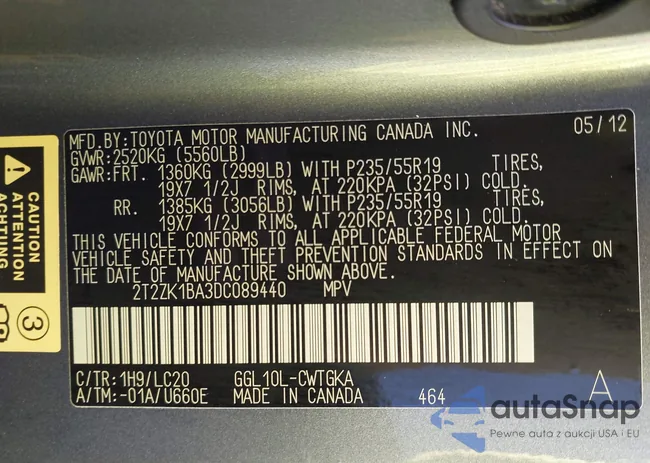 MFD.BY:TOYOTA MOTOR MANUFACTURING CANADA INC. 05/12
GVWR:2520KG (5560LB)
GAWR:FRT. 1360KG (2999LB) WITH P235/55R19 TIRES,
19X7 1/2J RIMS, AT 220KPA (32PSI) COLD.
RR. 1385KG (3056LB) WITH P235/55R19 TIRES,
19X7 1/2J RIMS, AT 220KPA (32PSI) COLD.
THIS VEHICLE CONFORMS TO ALL APPLICABLE FEDERAL MOTOR
VEHICLE SAFETY AND THEFT PREVENTION STANDARDS IN EFFECT ON
THE DATE OF MANUFACTURE SHOWN ABOVE.
2T2ZK1BA3DC089440 MPV
C/TR:1H9/LC20 GGL10L-CWTGKA
A/TM:-01A/U660E MADE IN CANADA 464 A
CAUTION
ATTENTION
ACHTUNG
3
autaSnap
Pewne auta z aukcji USA i EU